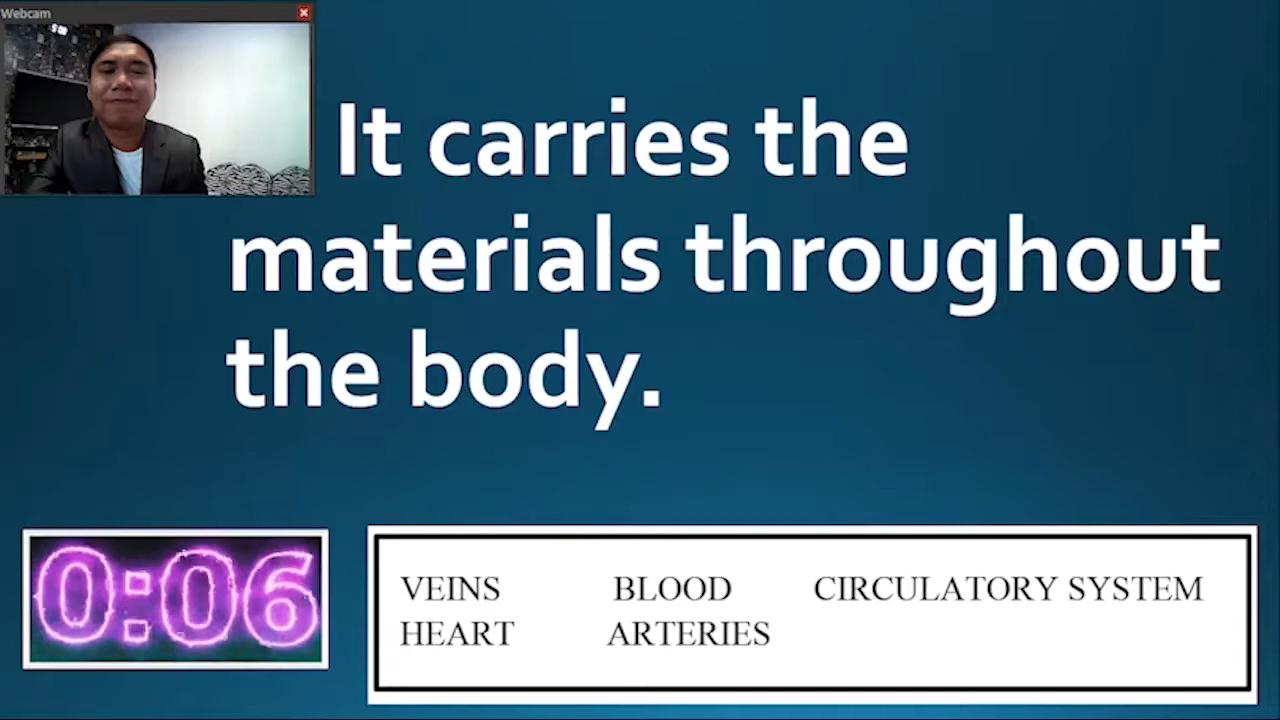 Webcam
It carries the
materials throughout
the body.
0:06
VEINS BLOOD CIRCULATORY SYSTEM
HEART ARTERIES